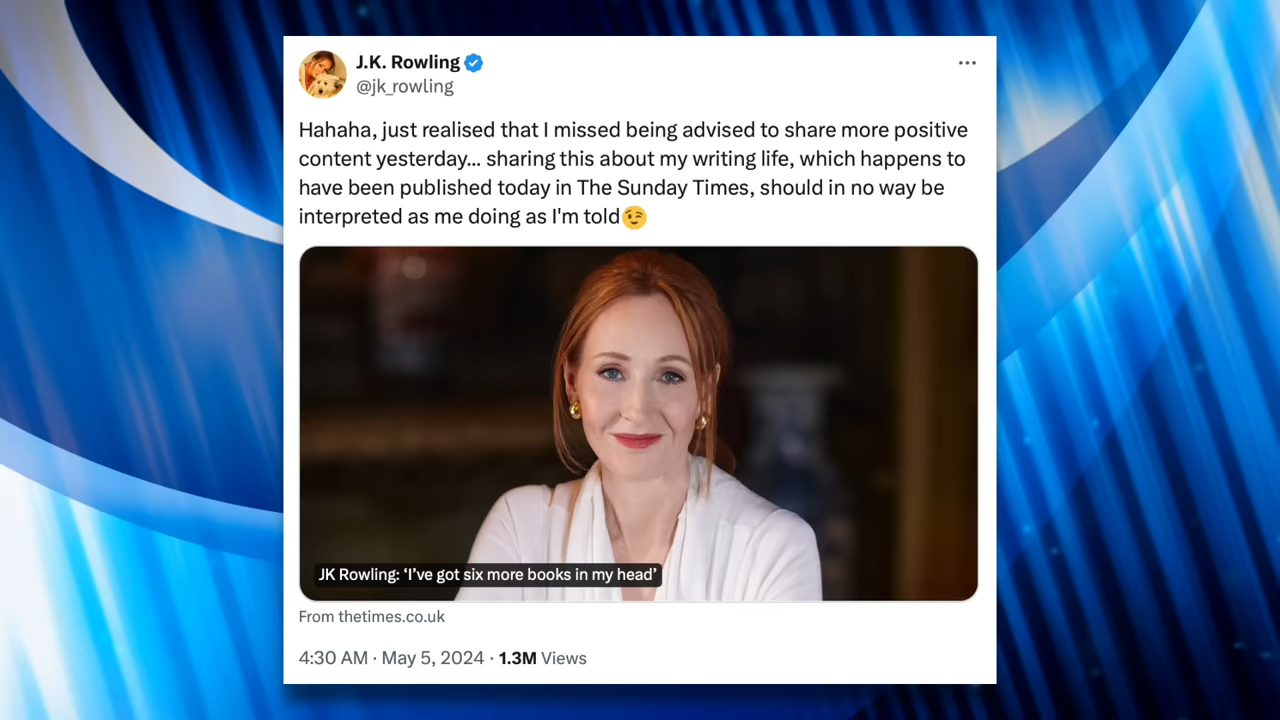 J.K. Rowling
@jk_rowling
Hahaha, just realised that I missed being advised to share more positive
content yesterday... sharing this about my writing life, which happens to
have been published today in The Sunday Times, should in no way be
interpreted as me doing as I'm told😉
JK Rowling: ‘I’ve got six more books in my head’
From thetimes.co.uk
4:30 AM · May 5, 2024 · 1.3M Views